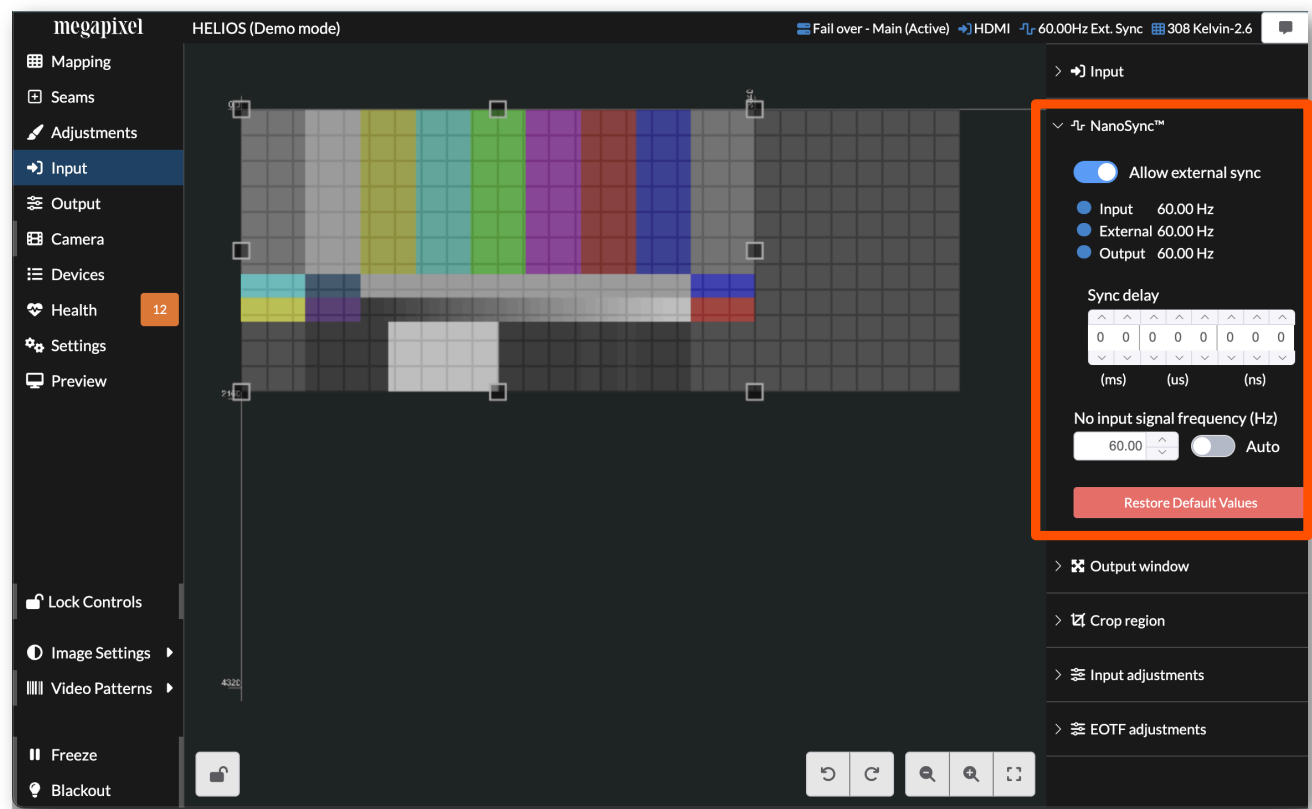 megapixel
HELIOS (Demo mode)
Fail over - Main (Active) HDMI 60.00Hz Ext. Sync 308 Kelvin-2.6
Mapping
Seams
Adjustments
Input
Output
Camera
Devices
Health 12
Settings
Preview
Lock Controls
Image Settings
Video Patterns
Freeze
Blackout
2160
4320
Input
NanoSync™
Allow external sync
Input 60.00 Hz
External 60.00 Hz
Output 60.00 Hz
Sync delay
0 0 0 0 0 0 0 0
(ms) (us) (ns)
No input signal frequency (Hz)
60.00 Auto
Restore Default Values
Output window
Crop region
Input adjustments
EOTF adjustments